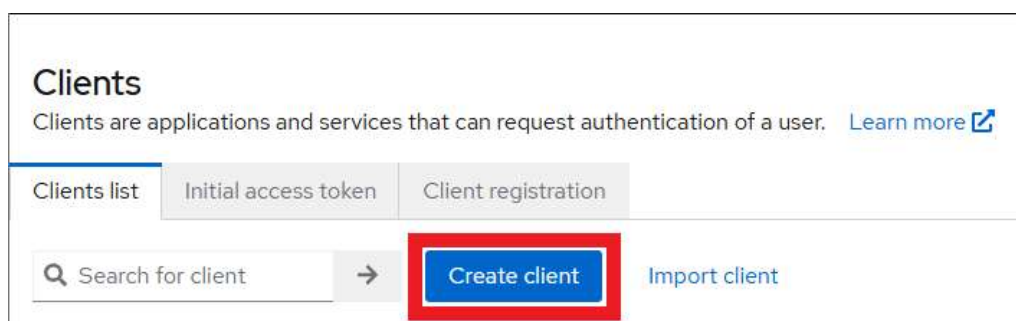 Clients
Clients are applications and services that can request authentication of a user. Learn more
Clients list Initial access token Client registration
Search for client Create client Import client